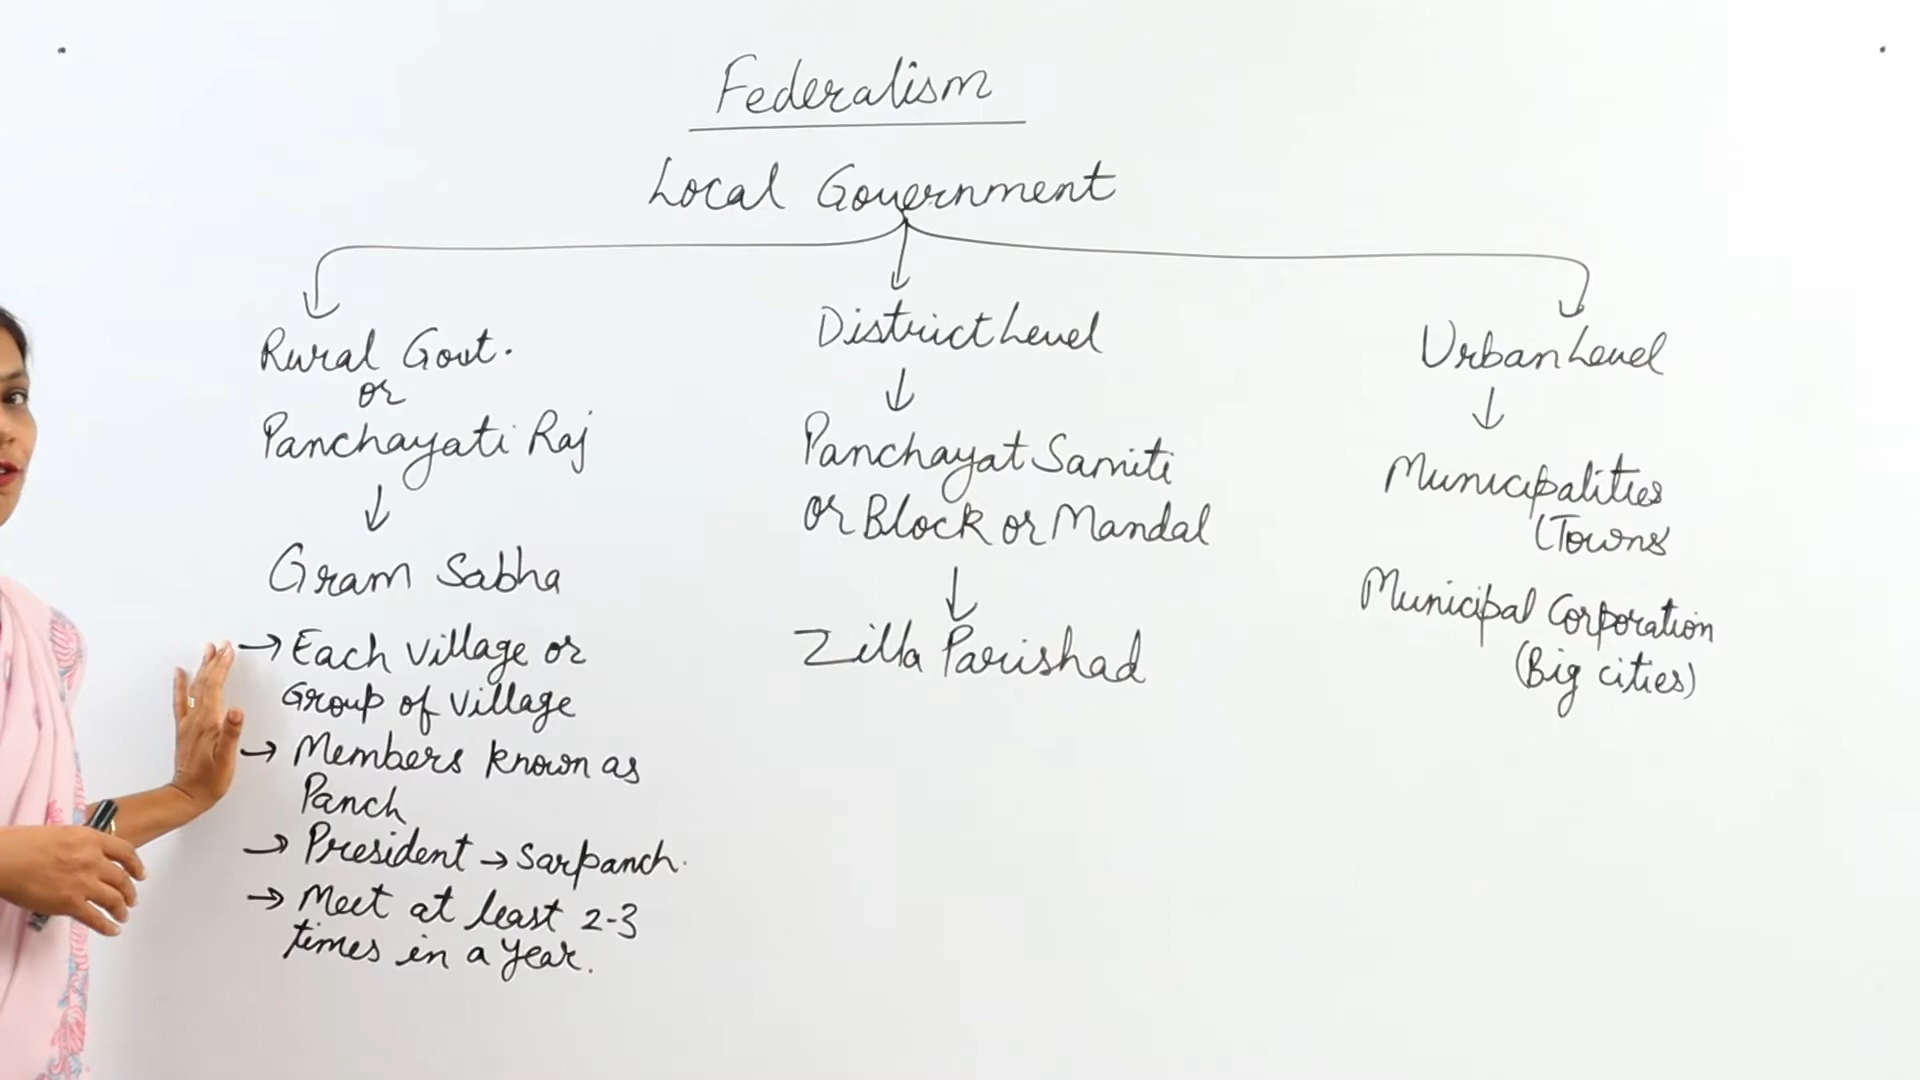 Federalism
Local Government
Rural Govt.
or
Panchayati Raj
Gram Sabha
→ Each village or
Group of village
→ Members known as
Panch
→ President → Sarpanch.
→ Meet at least 2-3
times in a year.
District Level
Panchayat Samiti
or Block or Mandal
Zilla Parishad
Urban Level
Municipalities
(Towns
Municipal Corporation
(Big cities)